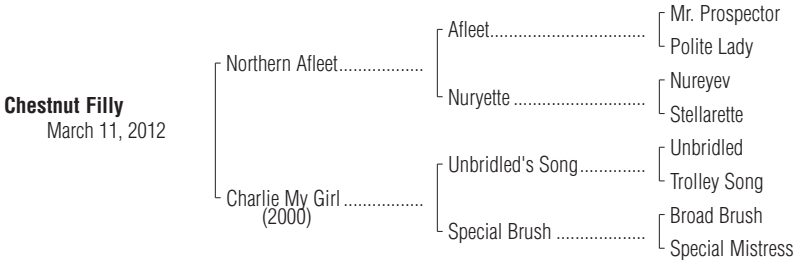 Mr. Prospector
Afleet
Polite Lady
Northern Afleet
Nureyev
Nuryette
Stellarette
Chestnut Filly
March 11, 2012
Unbridled
Unbridled's Song
Trolley Song
Charlie My Girl
(2000)
Broad Brush
Special Brush
Special Mistress